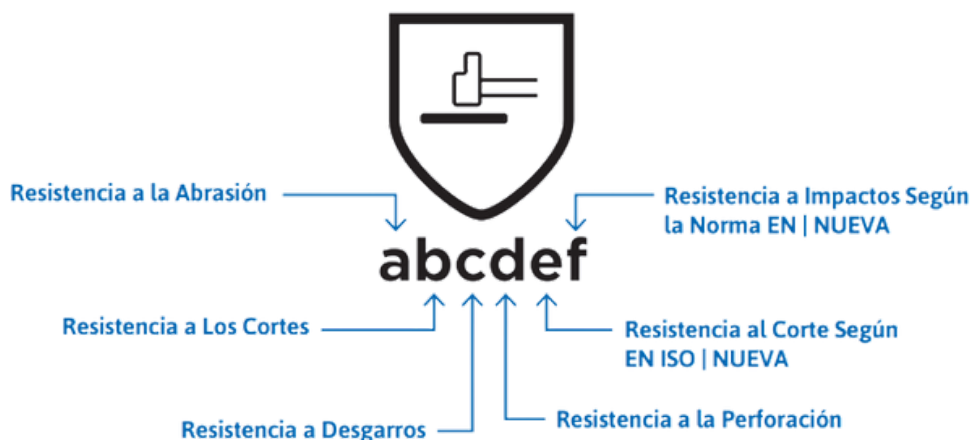 Resistencia a la Abrasión
Resistencia a Impactos Según
la Norma EN | NUEVA
abcdef
Resistencia a Los Cortes
Resistencia al Corte Según
EN ISO | NUEVA
Resistencia a Desgarros
Resistencia a la Perforación